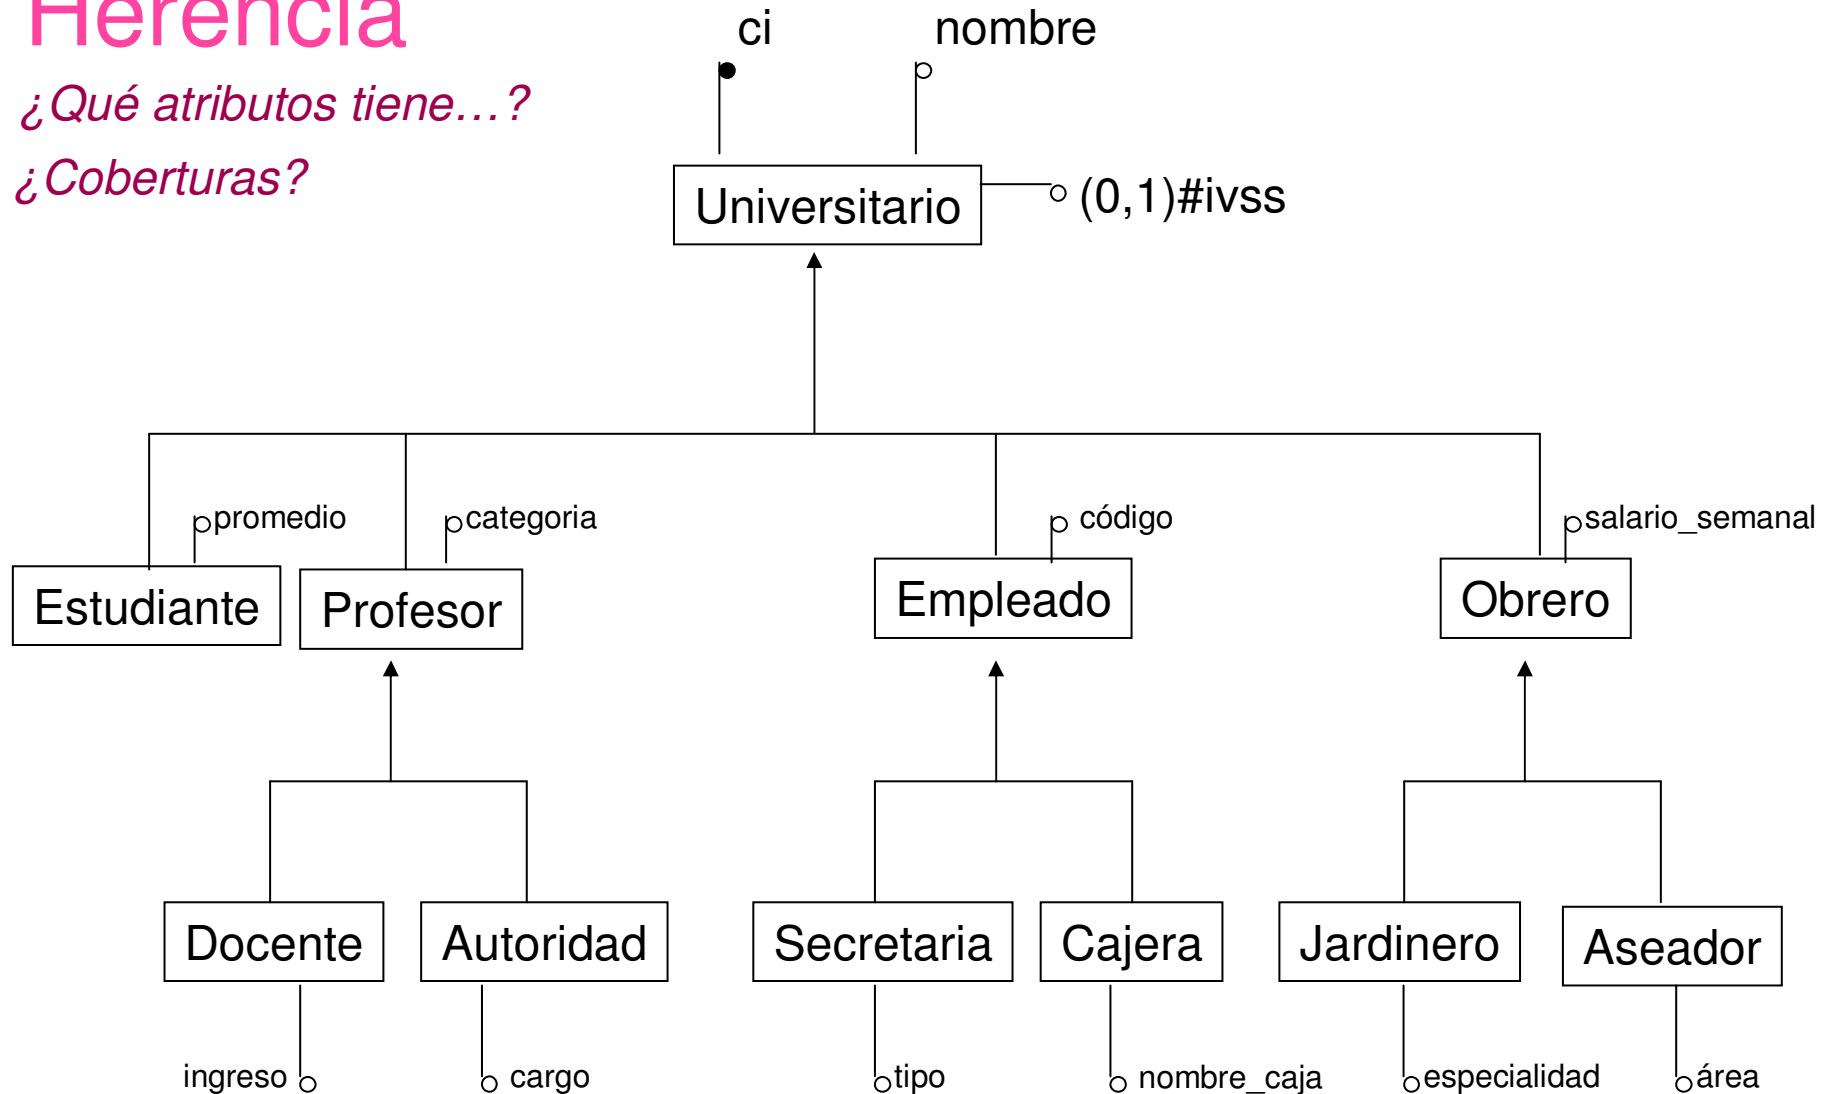 Herencia
ci nombre
¿Qué atributos tiene…?
¿Coberturas?
Universitario
(0,1)#ivss
promedio
categoria
código
salario_semanal
Estudiante
Profesor
Empleado
Obrero
Docente
Autoridad
Secretaria
Cajera
Jardinero
Aseador
ingreso
cargo
tipo
nombre_caja
especialidad
área